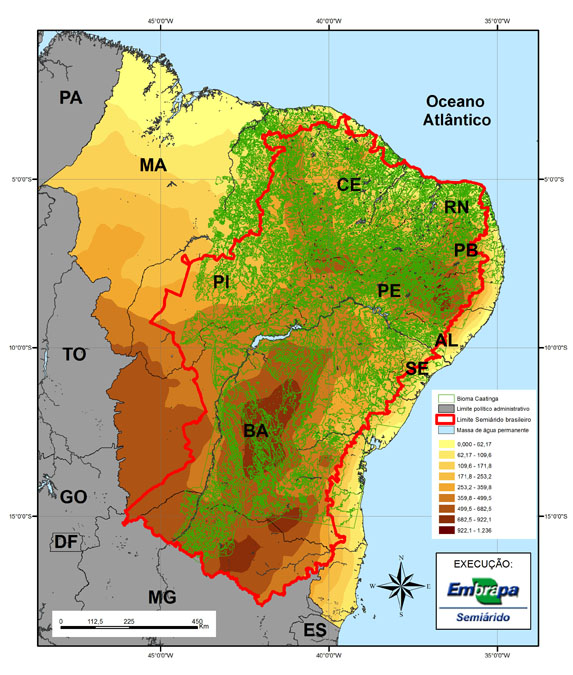 45°0'0"W
40°0'0"W
35°0'0"W
PA
Oceano
Atlântico
MA
5°0'0"S
5°0'0"S
CE
RN
PB
PI
PE
TO
10°0'0"S
AL
10°0'0"S
SE
BA
Bioma Caatinga
Limite político administrativo
Limite Semiárido brasileiro
Massa de água permanente
0,000 - 62,17
62,17 - 109,6
109,6 - 171,8
171,8 - 253,2
253,2 - 359,8
359,8 - 499,5
499,5 - 682,5
682,5 - 922,1
922,1 - 1.236
GO
15°0'0"S
DF
N
W
E
S
EXECUÇÃO:
Embrapa
Semiárido
MG
0 112,5 225 450
Km
ES
45°0'0"W
40°0'0"W
35°0'0"W